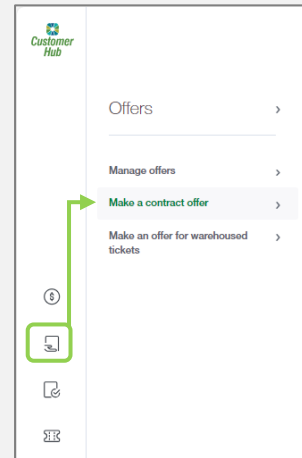 Customer
Hub
Offers
Manage offers
Make a contract offer
Make an offer for warehoused
tickets